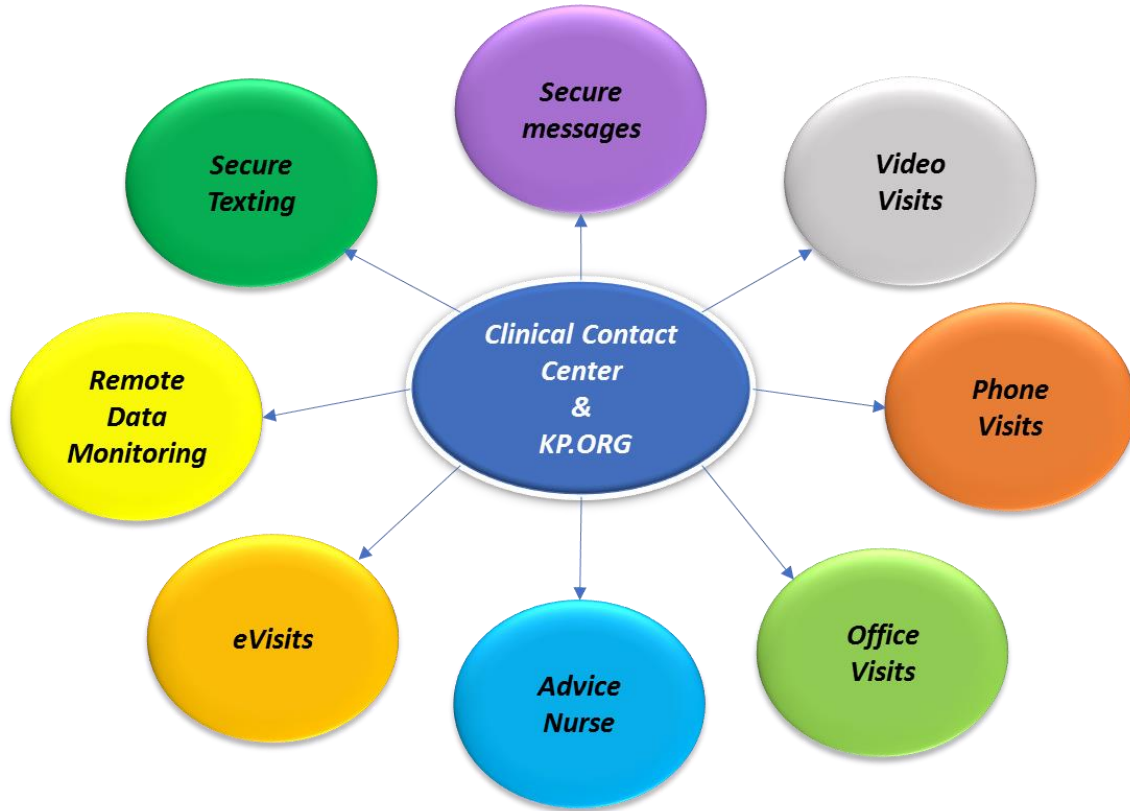 Secure
messages
Secure
Texting
Video
Visits
Clinical Contact
Center
&
KP.ORG
Remote
Data
Monitoring
Phone
Visits
eVisits
Office
Visits
Advice
Nurse